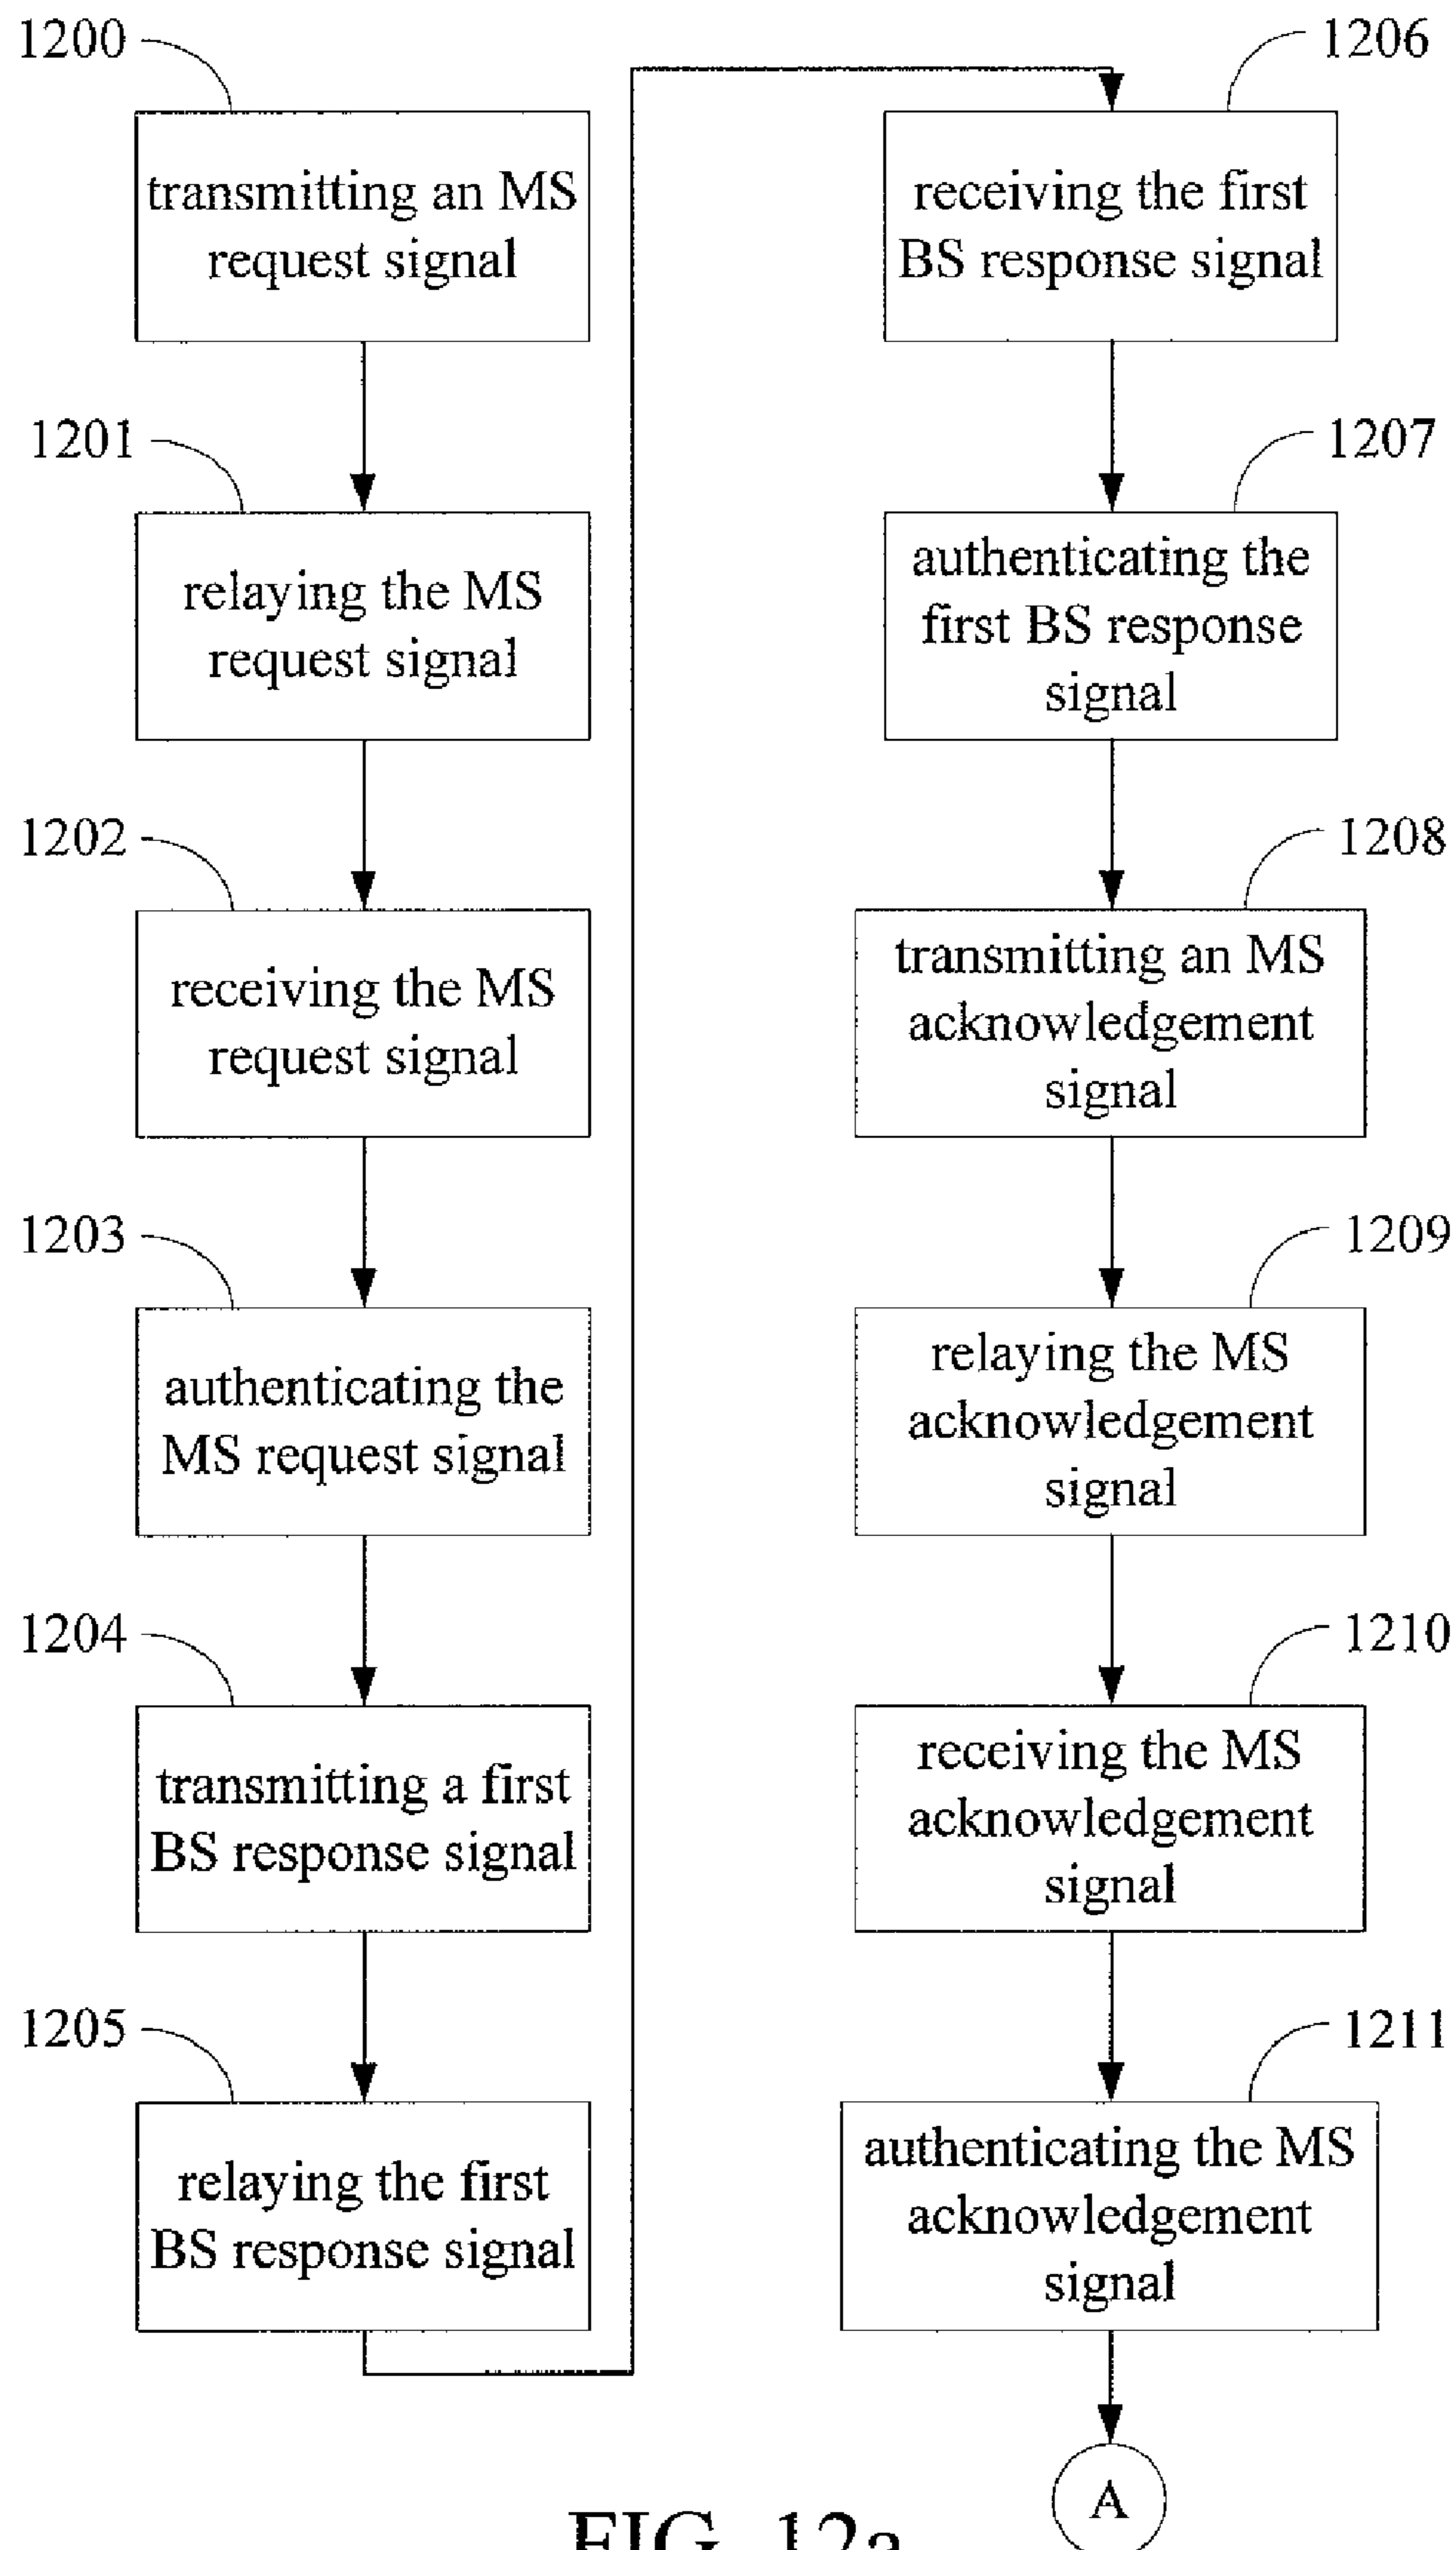 1200
transmitting an MS
request signal
1201
relaying the MS
request signal
1202
receiving the MS
request signal
1203
authenticating the
MS request signal
1204
transmitting a first
BS response signal
1205
relaying the first
BS response signal
1206
receiving the first
BS response signal
1207
authenticating the
first BS response
signal
1208
transmitting an MS
acknowledgement
signal
1209
relaying the MS
acknowledgement
signal
1210
receiving the MS
acknowledgement
signal
1211
authenticating the MS
acknowledgement
signal
A
FIG. 12a